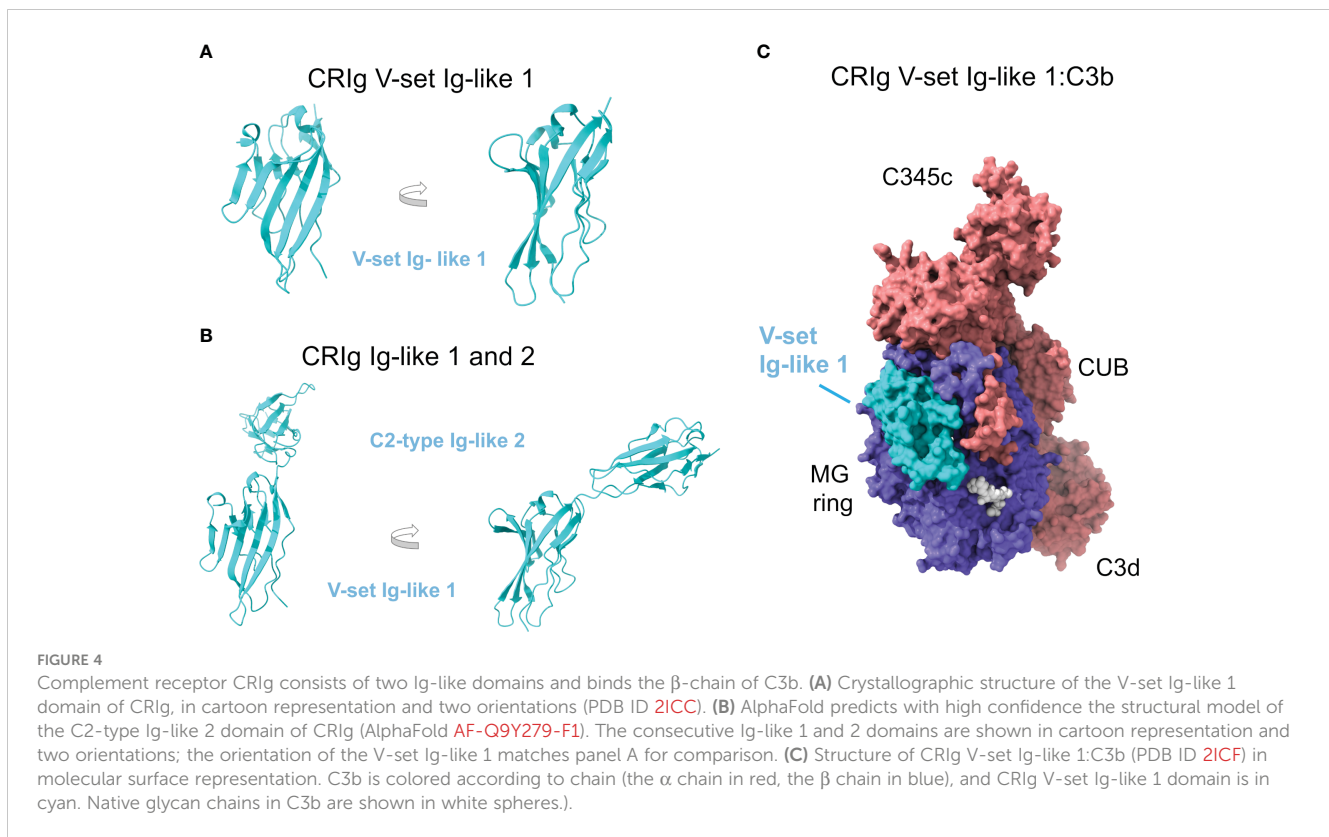 A
CRIg V-set Ig-like 1
V-set Ig- like 1
B
CRIg Ig-like 1 and 2
C2-type Ig-like 2
V-set Ig-like 1
C
CRIg V-set Ig-like 1:C3b
C345c
V-set
Ig-like 1
CUB
MG
ring
C3d
FIGURE 4
Complement receptor CRIg consists of two Ig-like domains and binds the β-chain of C3b. (A) Crystallographic structure of the V-set Ig-like 1
domain of CRIg, in cartoon representation and two orientations (PDB ID 2ICC). (B) AlphaFold predicts with high confidence the structural model of
the C2-type Ig-like 2 domain of CRIg (AlphaFold AF-Q9Y279-F1). The consecutive Ig-like 1 and 2 domains are shown in cartoon representation and
two orientations; the orientation of the V-set Ig-like 1 matches panel A for comparison. (C) Structure of CRIg V-set Ig-like 1:C3b (PDB ID 2ICF) in
molecular surface representation. C3b is colored according to chain (the α chain in red, the β chain in blue), and CRIg V-set Ig-like 1 domain is in
cyan. Native glycan chains in C3b are shown in white spheres.).